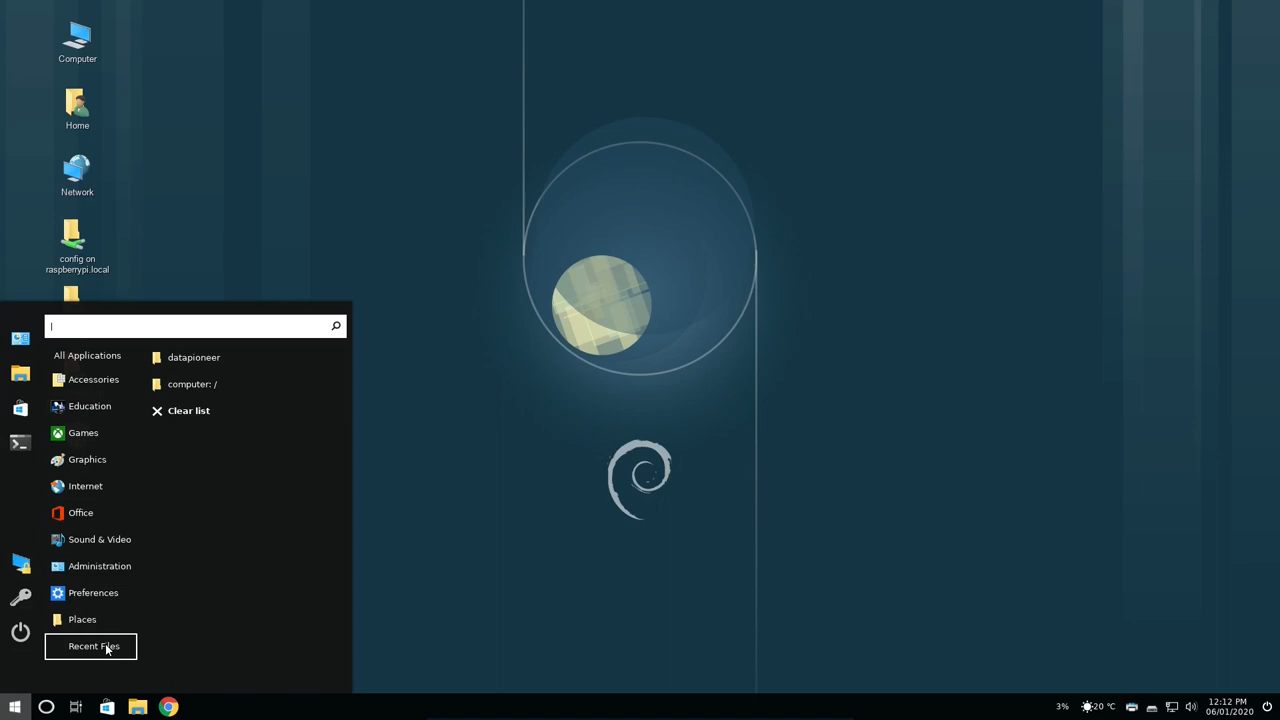 Computer
Home
Network
config on
raspberrypi.local
All Applications
Accessories
Education
Games
Graphics
Internet
Office
Sound & Video
Administration
Preferences
Places
Recent Files
datapioneer
computer: /
Clear list
3%
20 ℃
12:12 PM
06/01/2020